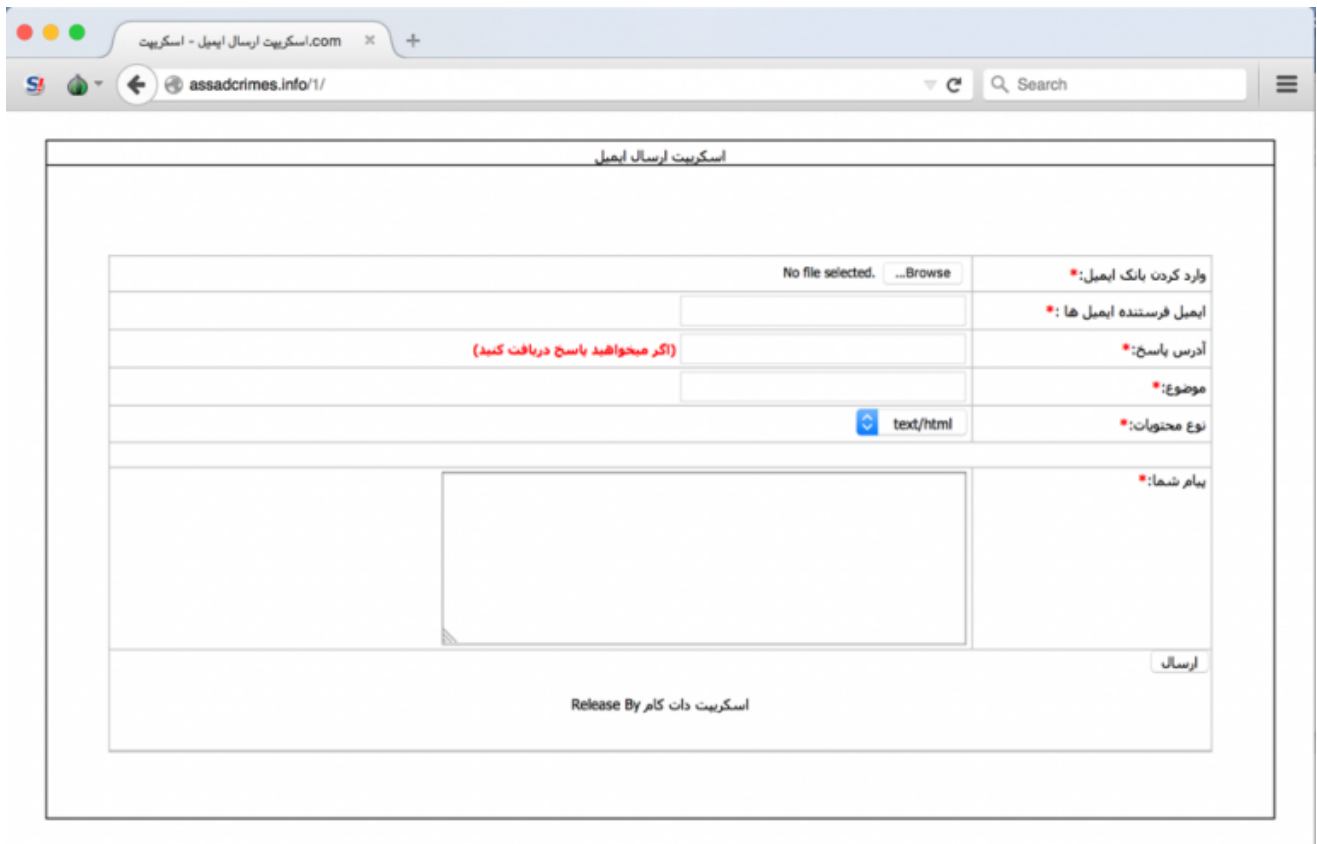 اسکریپت ارسال ایمیل - اسکریپت.com
assadcrimes.info/1/
Search
اسکریپت ارسال ایمیل
وارد کردن بانک ایمیل:* Browse... No file selected.
ایمیل فرستنده ایمیل ها :*
آدرس پاسخ:* (اگر میخواهید پاسخ دریافت کنید)
موضوع:*
نوع محتویات:* text/html
پیام شما:*
ارسال
Release By اسکریپت دات کام